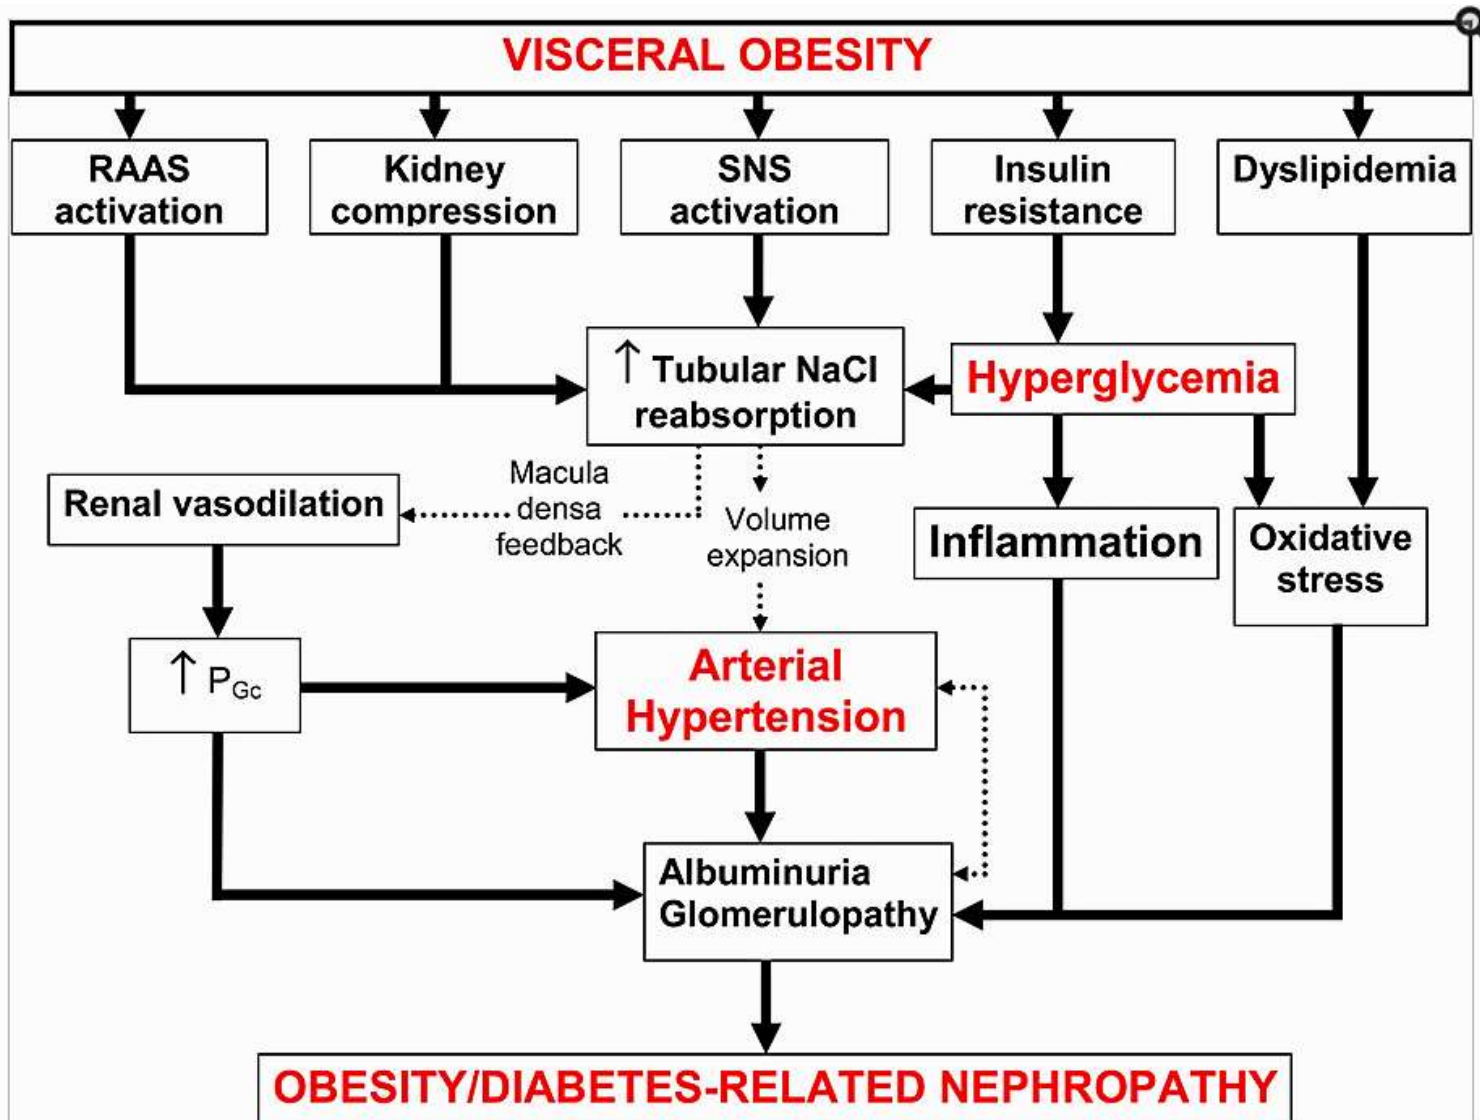 VISCERAL OBESITY
RAAS
activation
Kidney
compression
SNS
activation
Insulin
resistance
Dyslipidemia
↑ Tubular NaCl
reabsorption
Hyperglycemia
Renal vasodilation
Macula
densa
feedback
Volume
expansion
Inflammation
Oxidative
stress
↑ PGc
Arterial
Hypertension
Albuminuria
Glomerulopathy
OBESITY/DIABETES-RELATED NEPHROPATHY